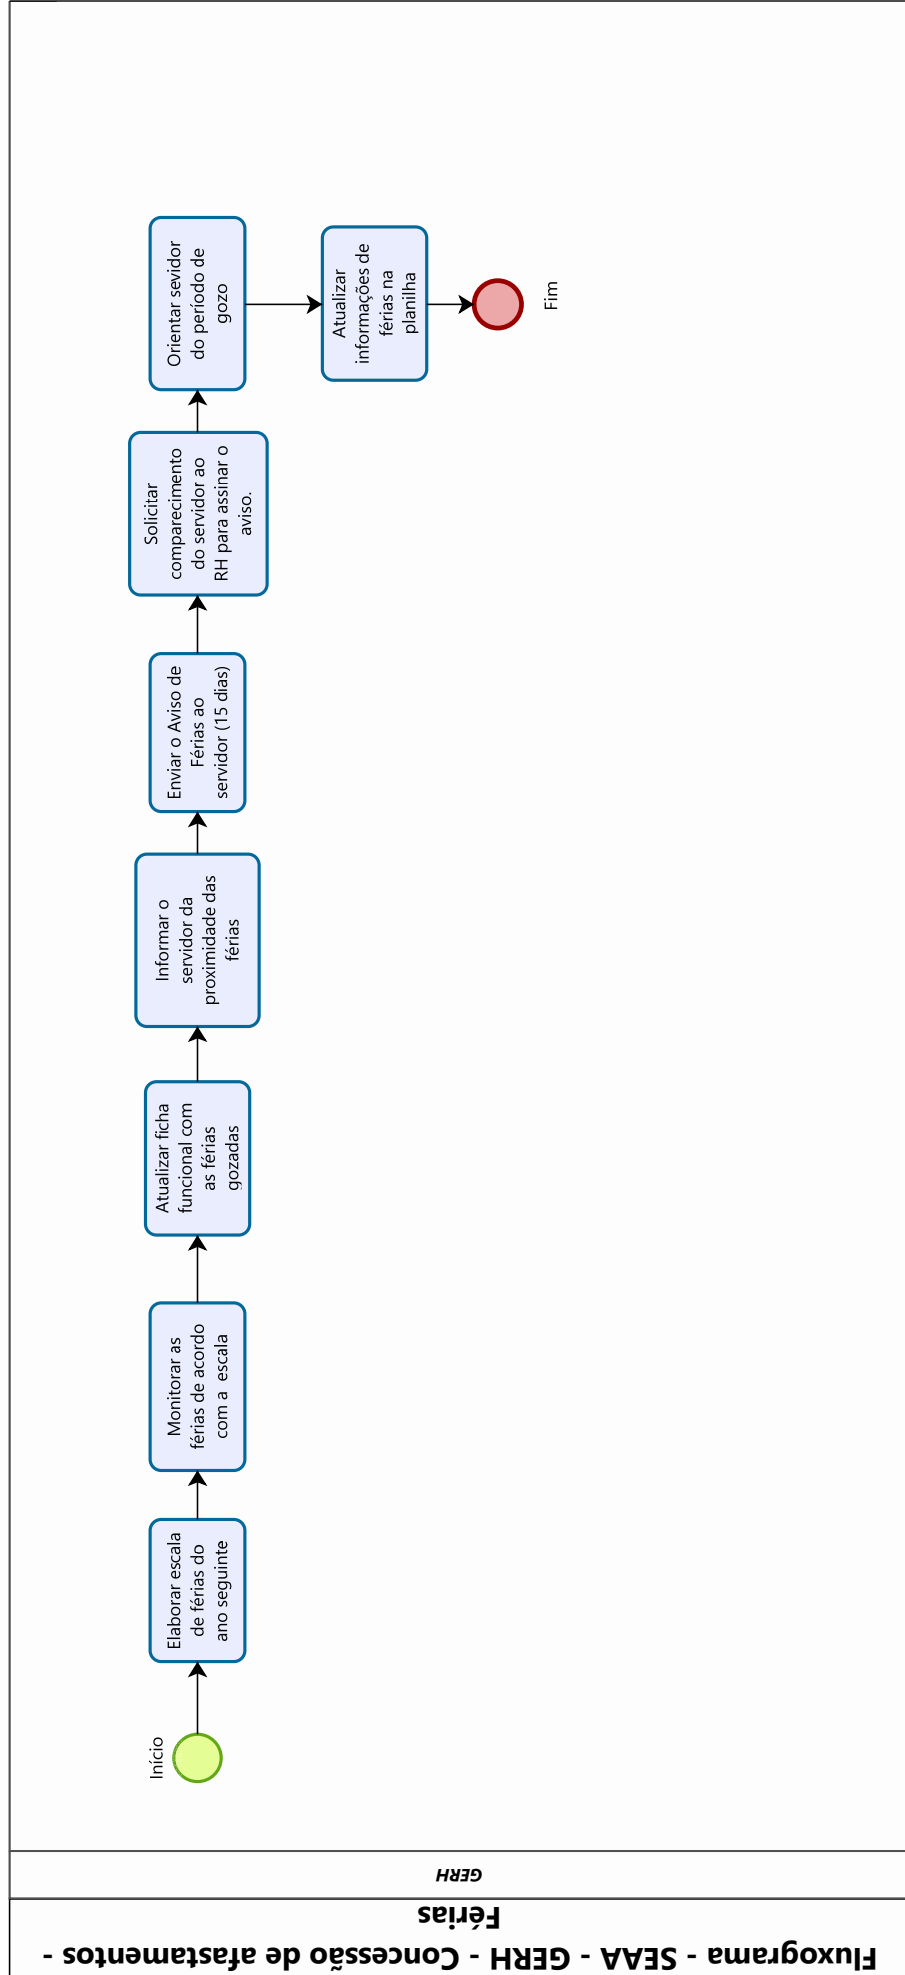 Fluxograma - SEAA - GERH - Concessão de afastamentos -
Férias
GERH
Início
Elaborar escala
de férias do
ano seguinte
Monitorar as
férias de acordo
com a escala
Atualizar ficha
funcional com
as férias
gozadas
Informar o
servidor da
proximidade das
férias
Enviar o Aviso de
Férias ao
servidor (15 dias)
Solicitar
comparecimento
do servidor ao
RH para assinar o
aviso.
Orientar sevidor
do período de
gozo
Atualizar
informações de
férias na
planilha
Fim